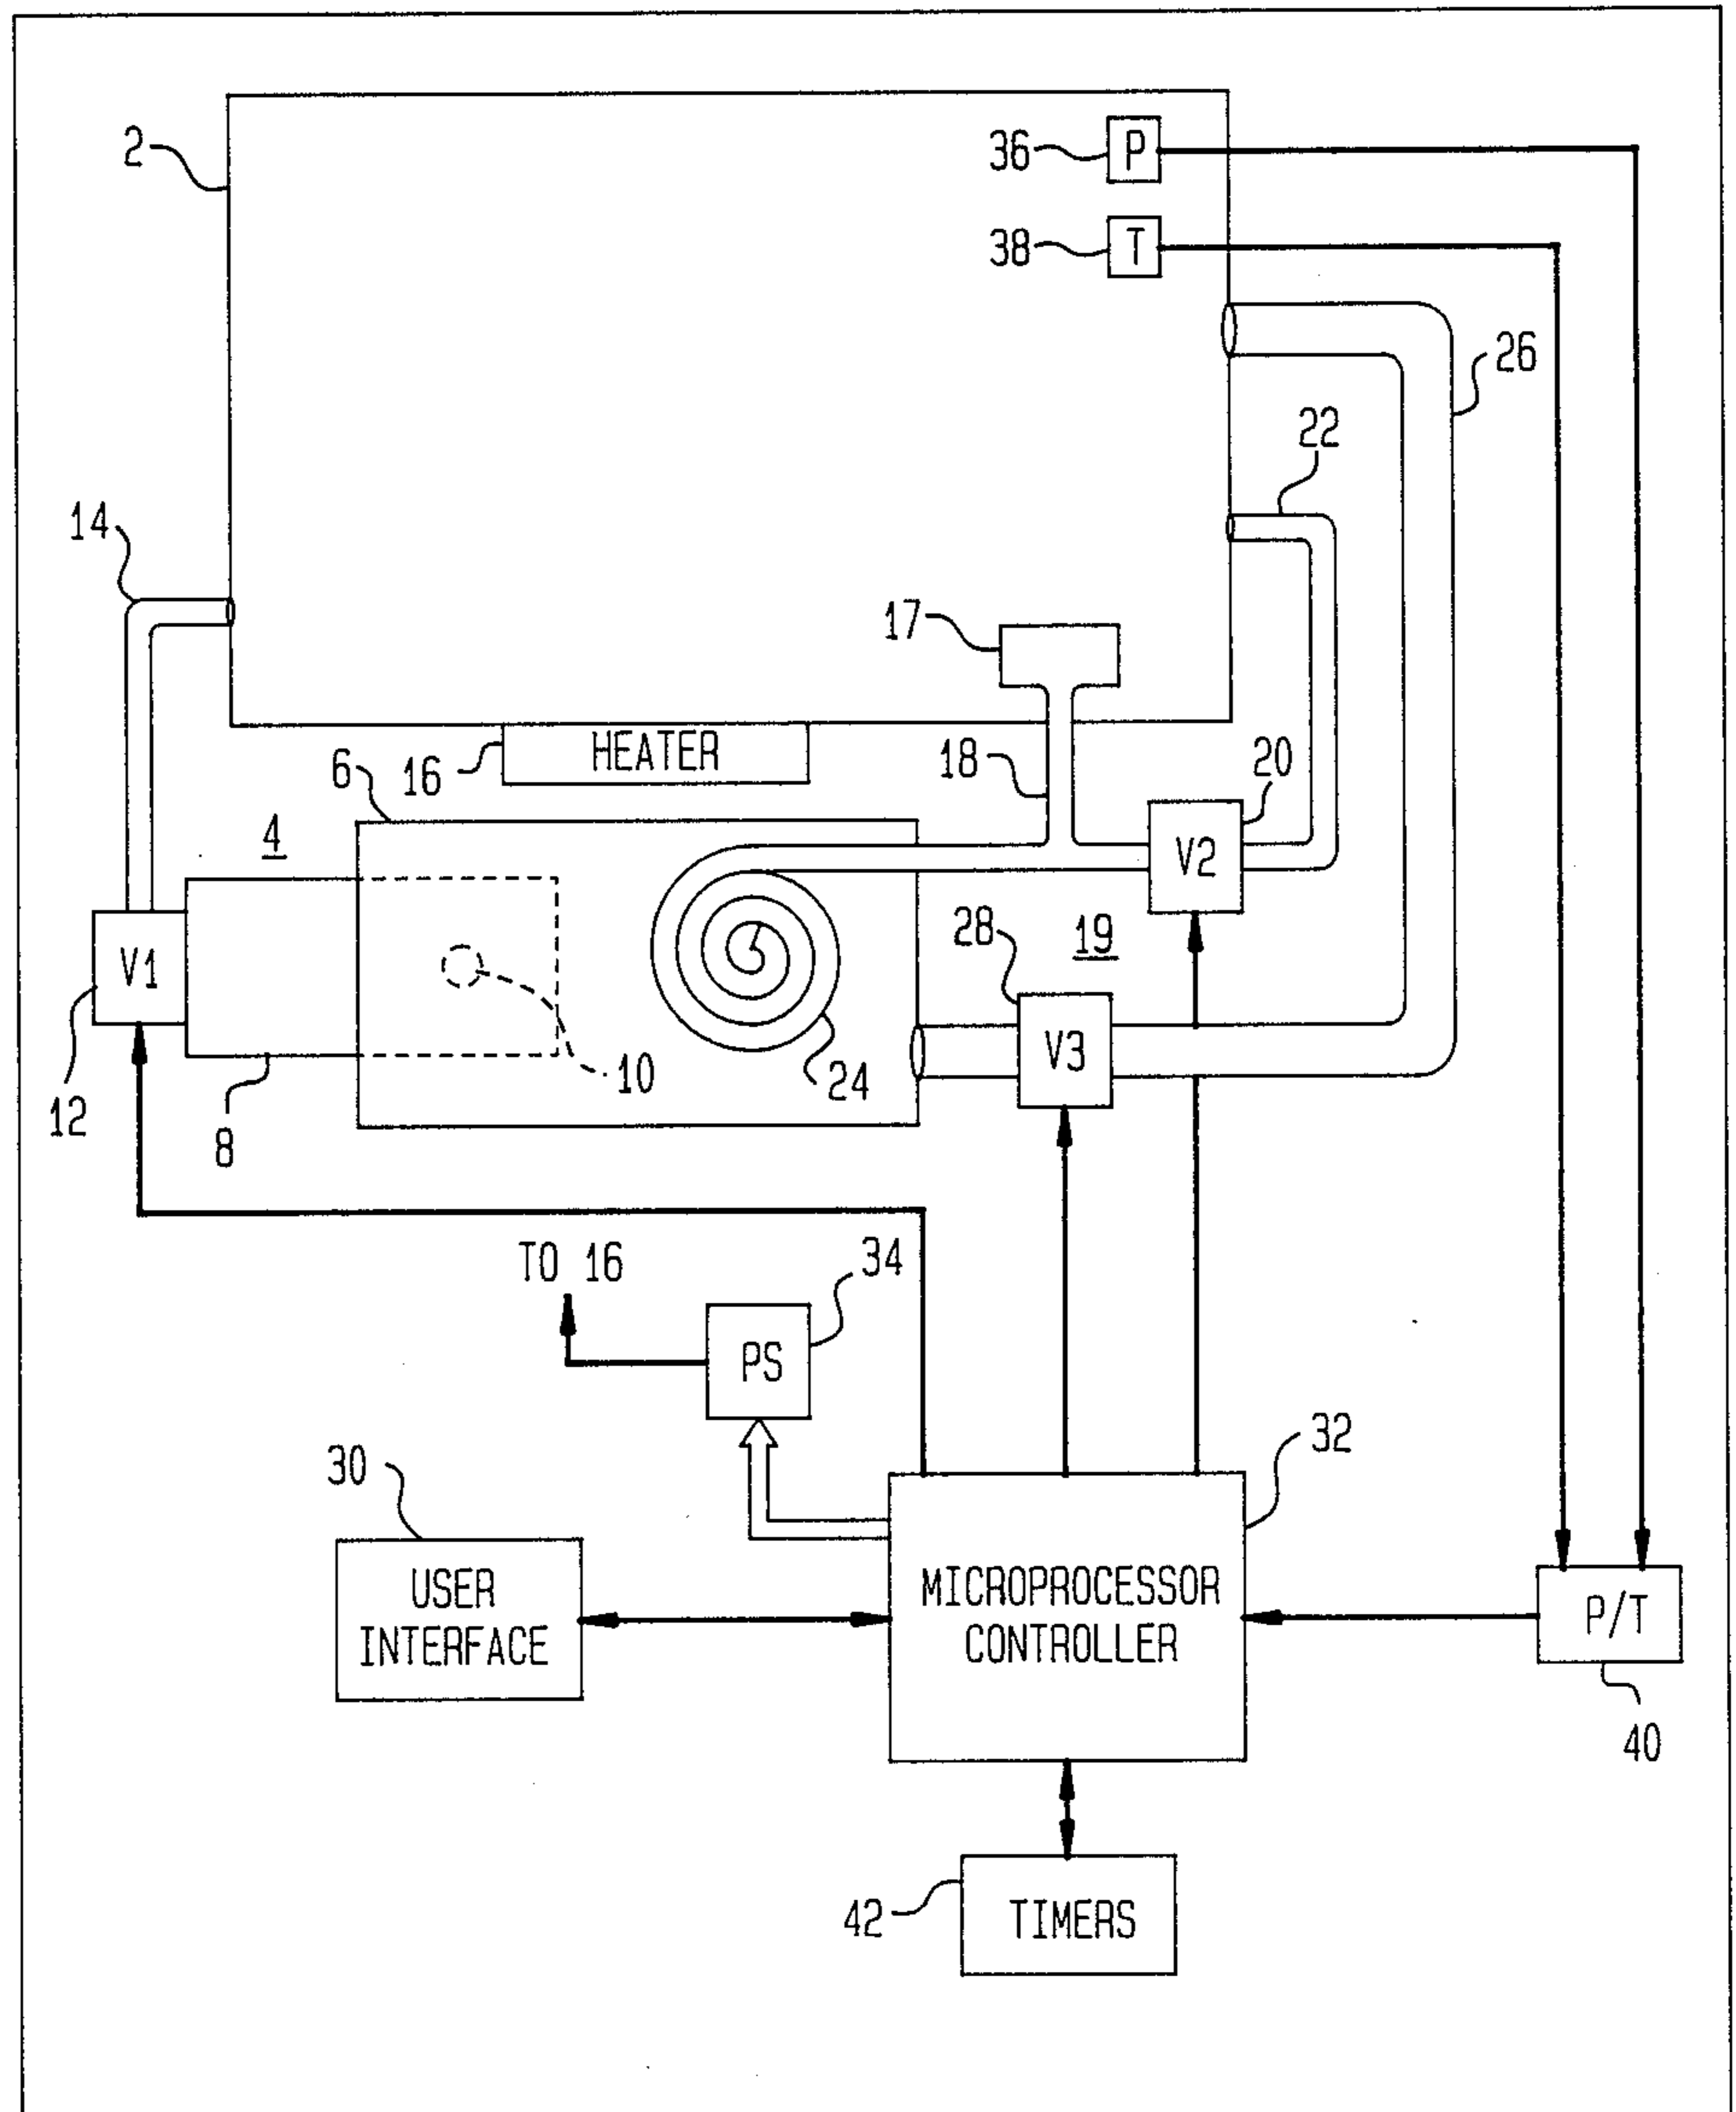 2
36
P
38
T
26
22
14
17
HEATER
16
18
20
6
4
V2
28
19
V1
V3
10
24
12
8
TO 16
34
PS
30
32
USER
INTERFACE
MICROPROCESSOR
CONTROLLER
P/T
40
42
TIMERS